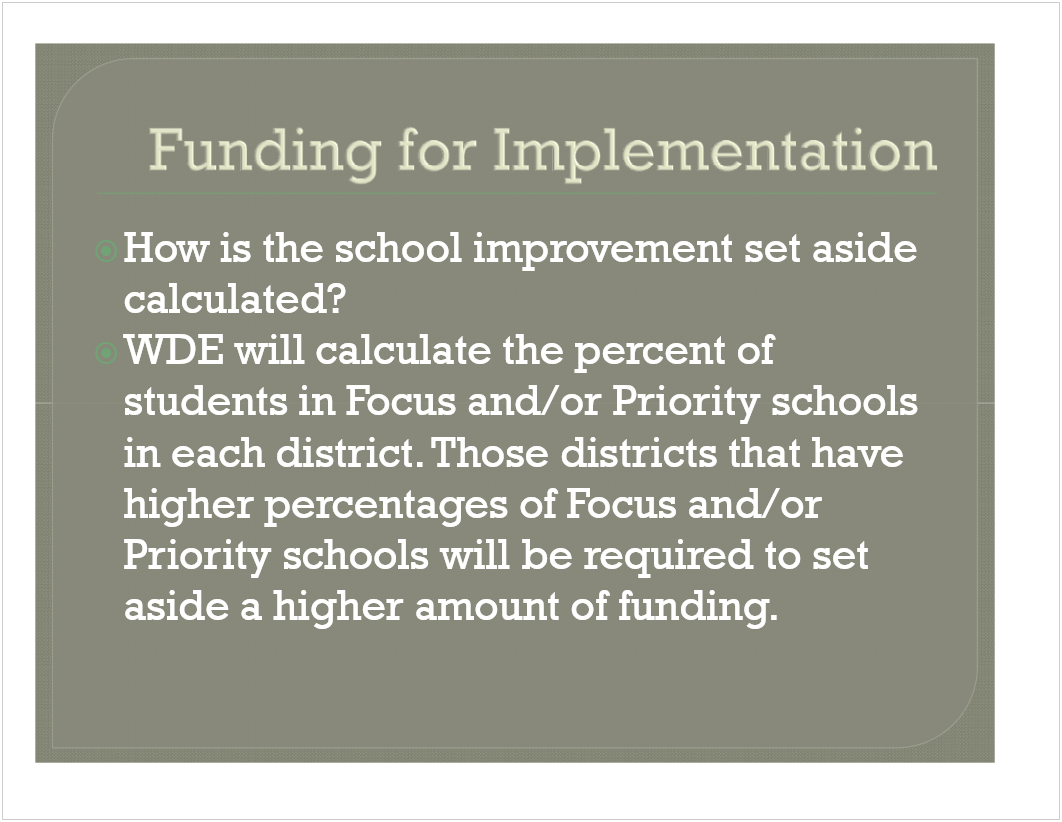 Funding for Implementation
How is the school improvement set aside
calculated?
WDE will calculate the percent of
students in Focus and/or Priority schools
in each district. Those districts that have
higher percentages of Focus and/or
Priority schools will be required to set
aside a higher amount of funding.